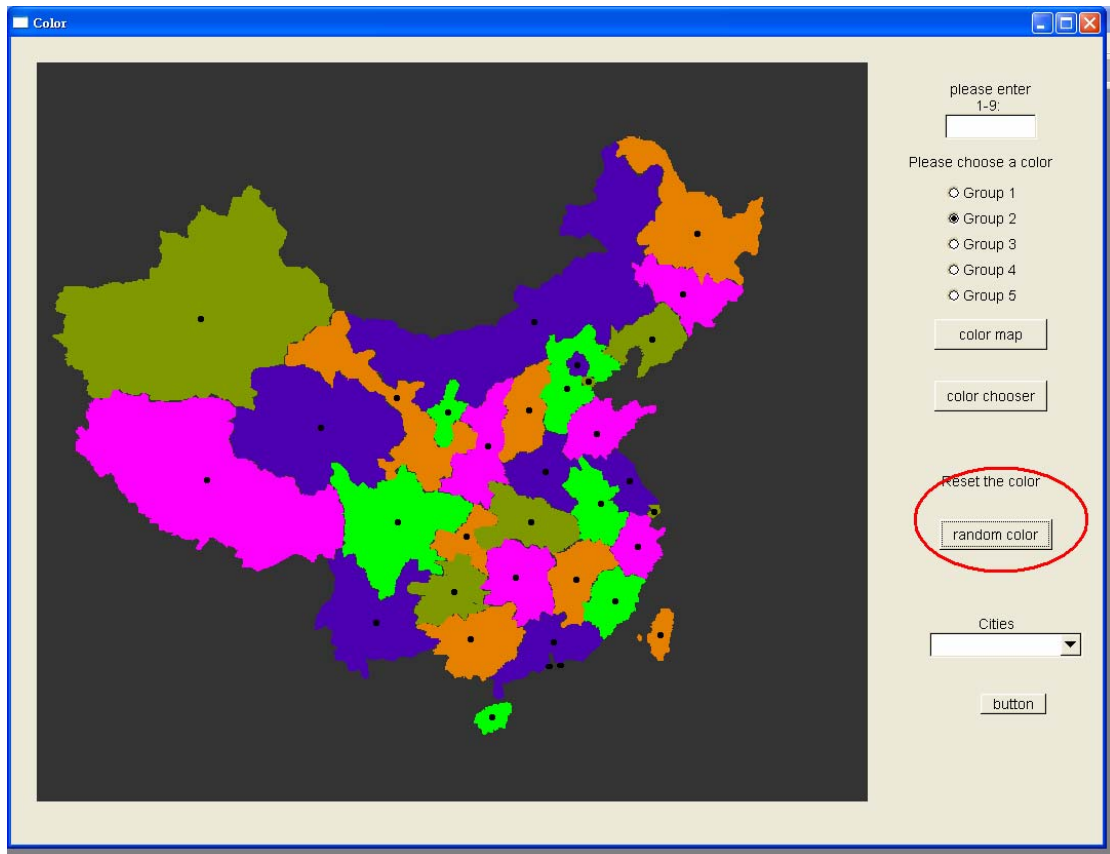 Color
please enter
1-9:
Please choose a color
Group 1
Group 2
Group 3
Group 4
Group 5
color map
color chooser
Reset the color
random color
Cities
button